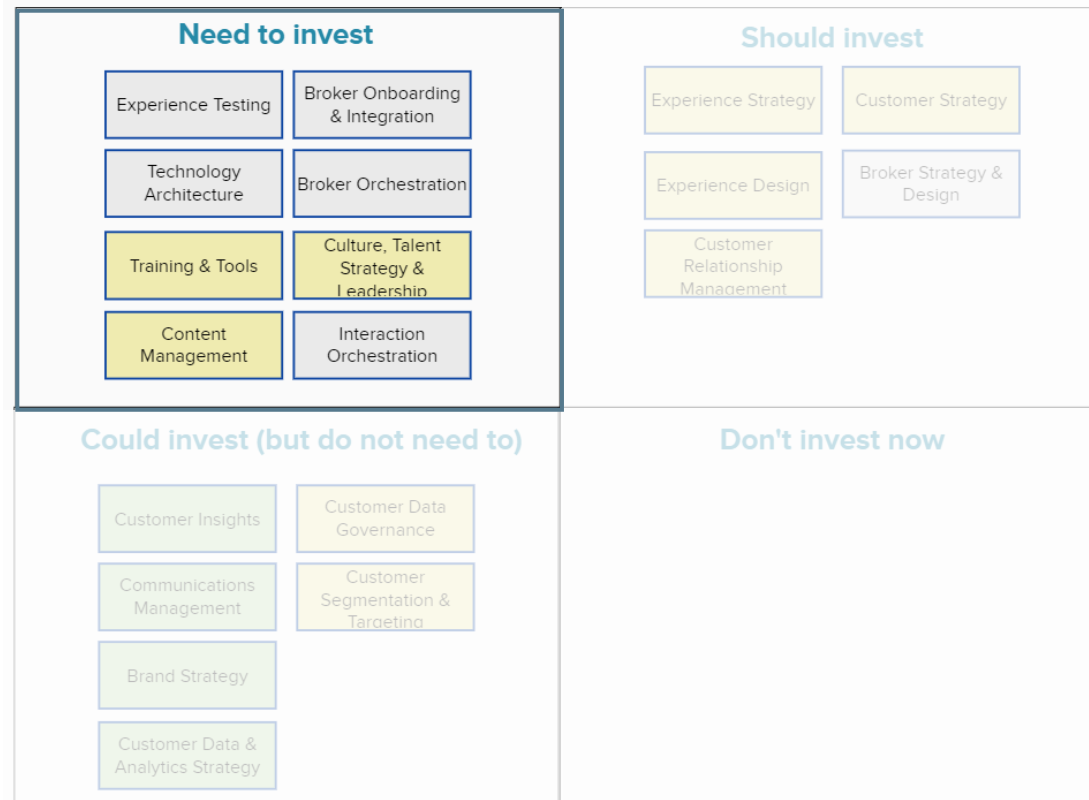 Need to invest
Experience Testing
Broker Onboarding
& Integration
Technology
Architecture
Broker Orchestration
Training & Tools
Culture, Talent
Strategy &
Leadership
Content
Management
Interaction
Orchestration
Should invest
Experience Strategy
Customer Strategy
Experience Design
Broker Strategy &
Design
Customer
Relationship
Management
Could invest (but do not need to)
Customer Insights
Customer Data
Governance
Communications
Management
Customer
Segmentation &
Targeting
Brand Strategy
Customer Data &
Analytics Strategy
Don't invest now